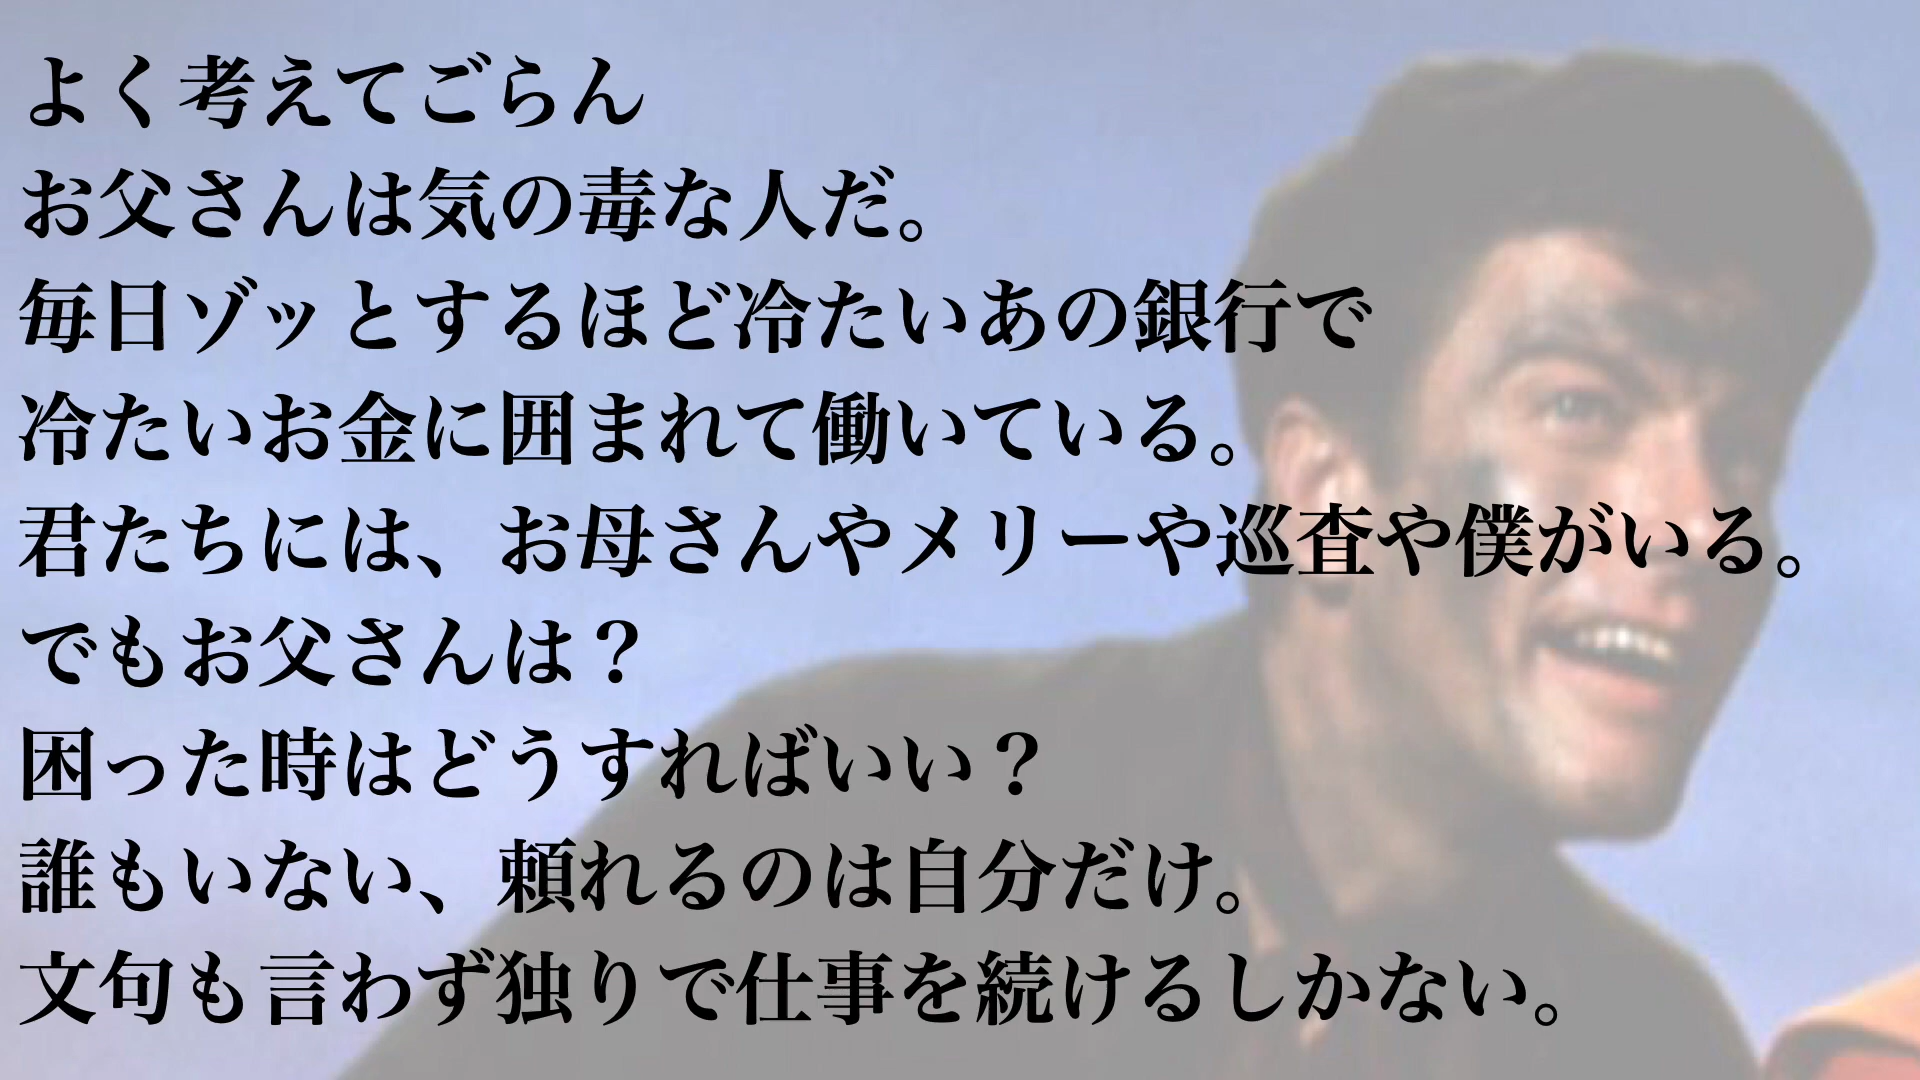 よく考えてごらん
お父さんは気の毒な人だ。
毎日ゾッとするほど冷たいあの銀行で
冷たいお金に囲まれて働いている。
君たちには、お母さんやメリーや巡査や僕がいる。
でもお父さんは？
困った時はどうすればいい？
誰もいない、頼れるのは自分だけ。
文句も言わず独りで仕事を続けるしかない。